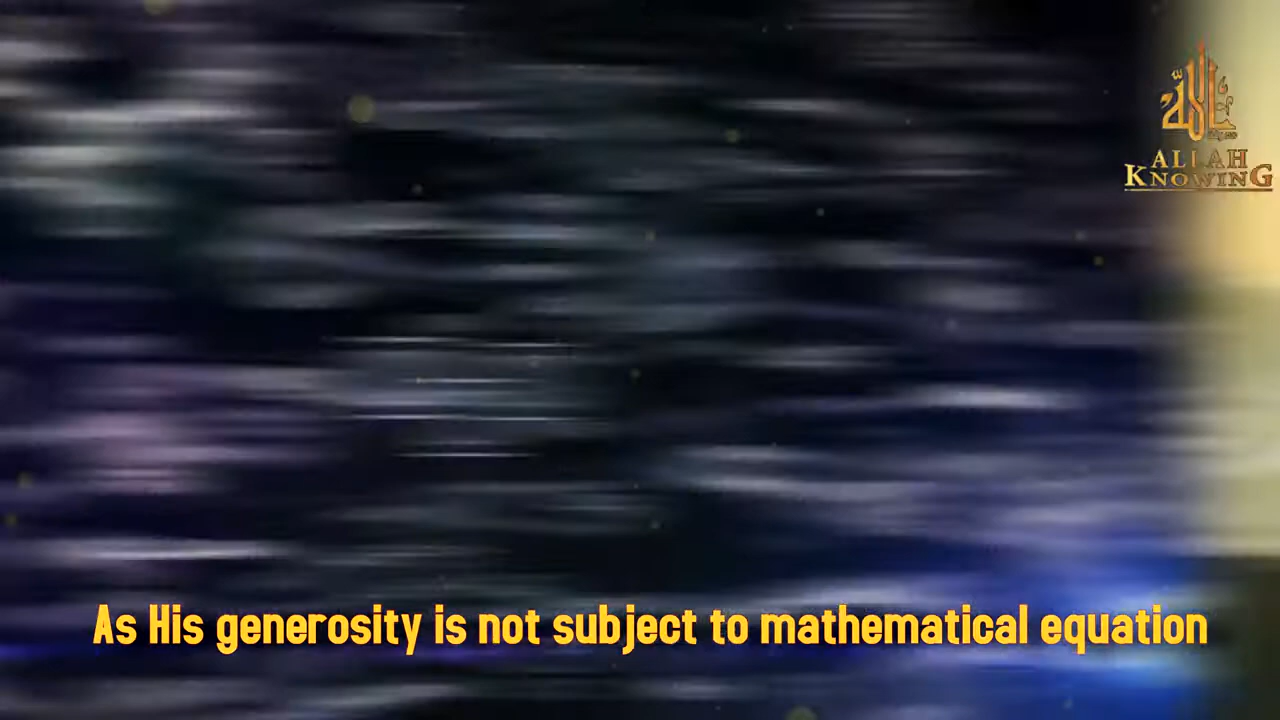 الله
ALLAH
KNOWING
As His generosity is not subject to mathematical equation